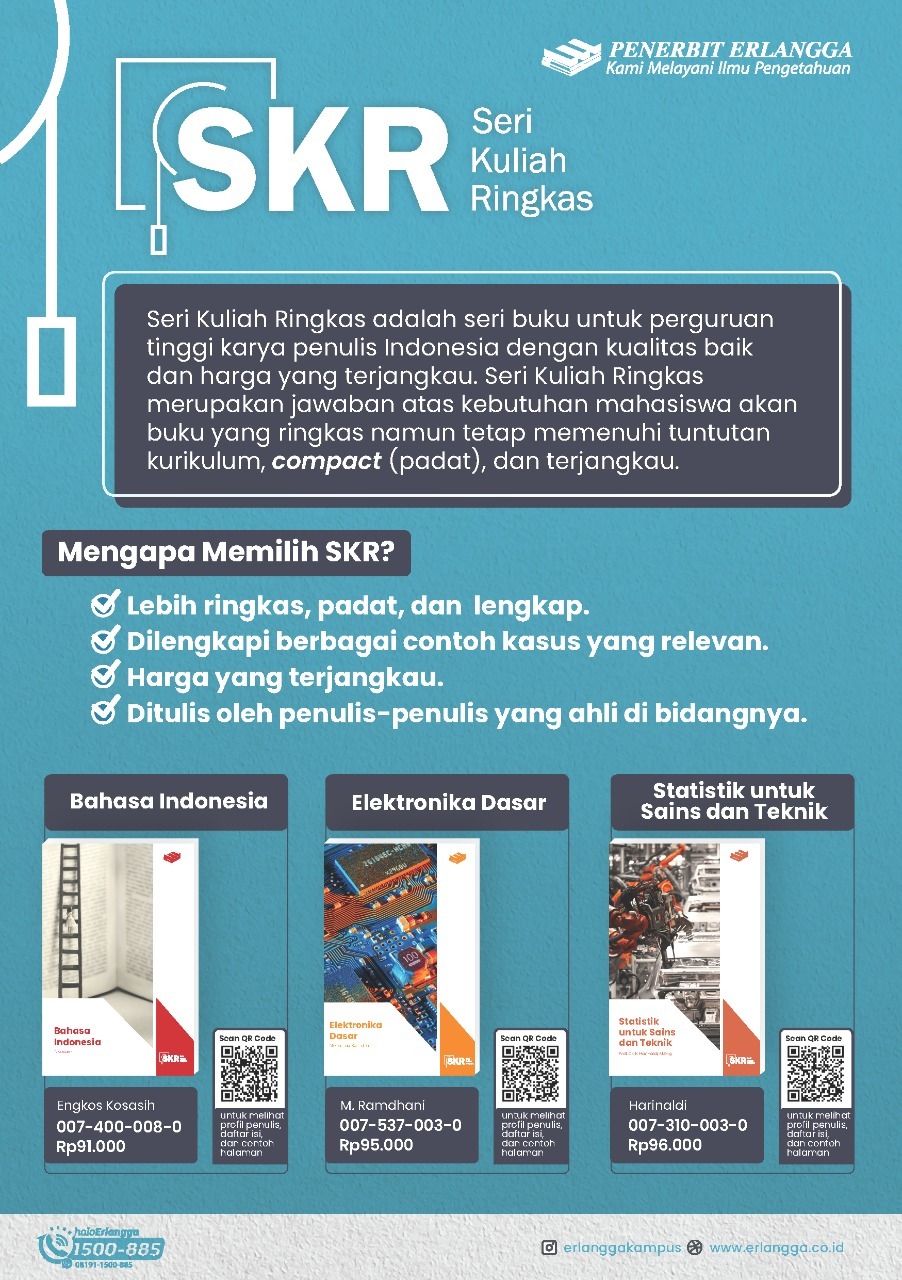 PENERBIT ERLANGGA
Kami Melayani Ilmu Pengetahuan
SKR
Seri
Kuliah
Ringkas
Seri Kuliah Ringkas adalah seri buku untuk perguruan
tinggi karya penulis Indonesia dengan kualitas baik
dan harga yang terjangkau. Seri Kuliah Ringkas
merupakan jawaban atas kebutuhan mahasiswa akan
buku yang ringkas namun tetap memenuhi tuntutan
kurikulum, compact (padat), dan terjangkau.
Mengapa Memilih SKR?
Lebih ringkas, padat, dan lengkap.
Dilengkapi berbagai contoh kasus yang relevan.
Harga yang terjangkau.
Ditulis oleh penulis-penulis yang ahli di bidangnya.
Bahasa Indonesia
Bahasa
Indonesia
SKR
Scan QR Code
untuk melihat
profil penulis,
daftar isi,
dan contoh
halaman
Engkos Kosasih
007-400-008-0
Rp91.000
Elektronika Dasar
100
Elektronika
Dasar
SKR
Scan QR Code
untuk melihat
profil penulis,
daftar isi,
dan contoh
halaman
M. Ramdhani
007-537-003-0
Rp95.000
Statistik untuk
Sains dan Teknik
Statistik
untuk Sains
dan Teknik
SKR
Scan QR Code
untuk melihat
profil penulis,
daftar isi,
dan contoh
halaman
Harinaldi
007-310-003-0
Rp96.000
haloErlangga
1500-885
08191-1500-885
erlanggakampus
www.erlangga.co.id